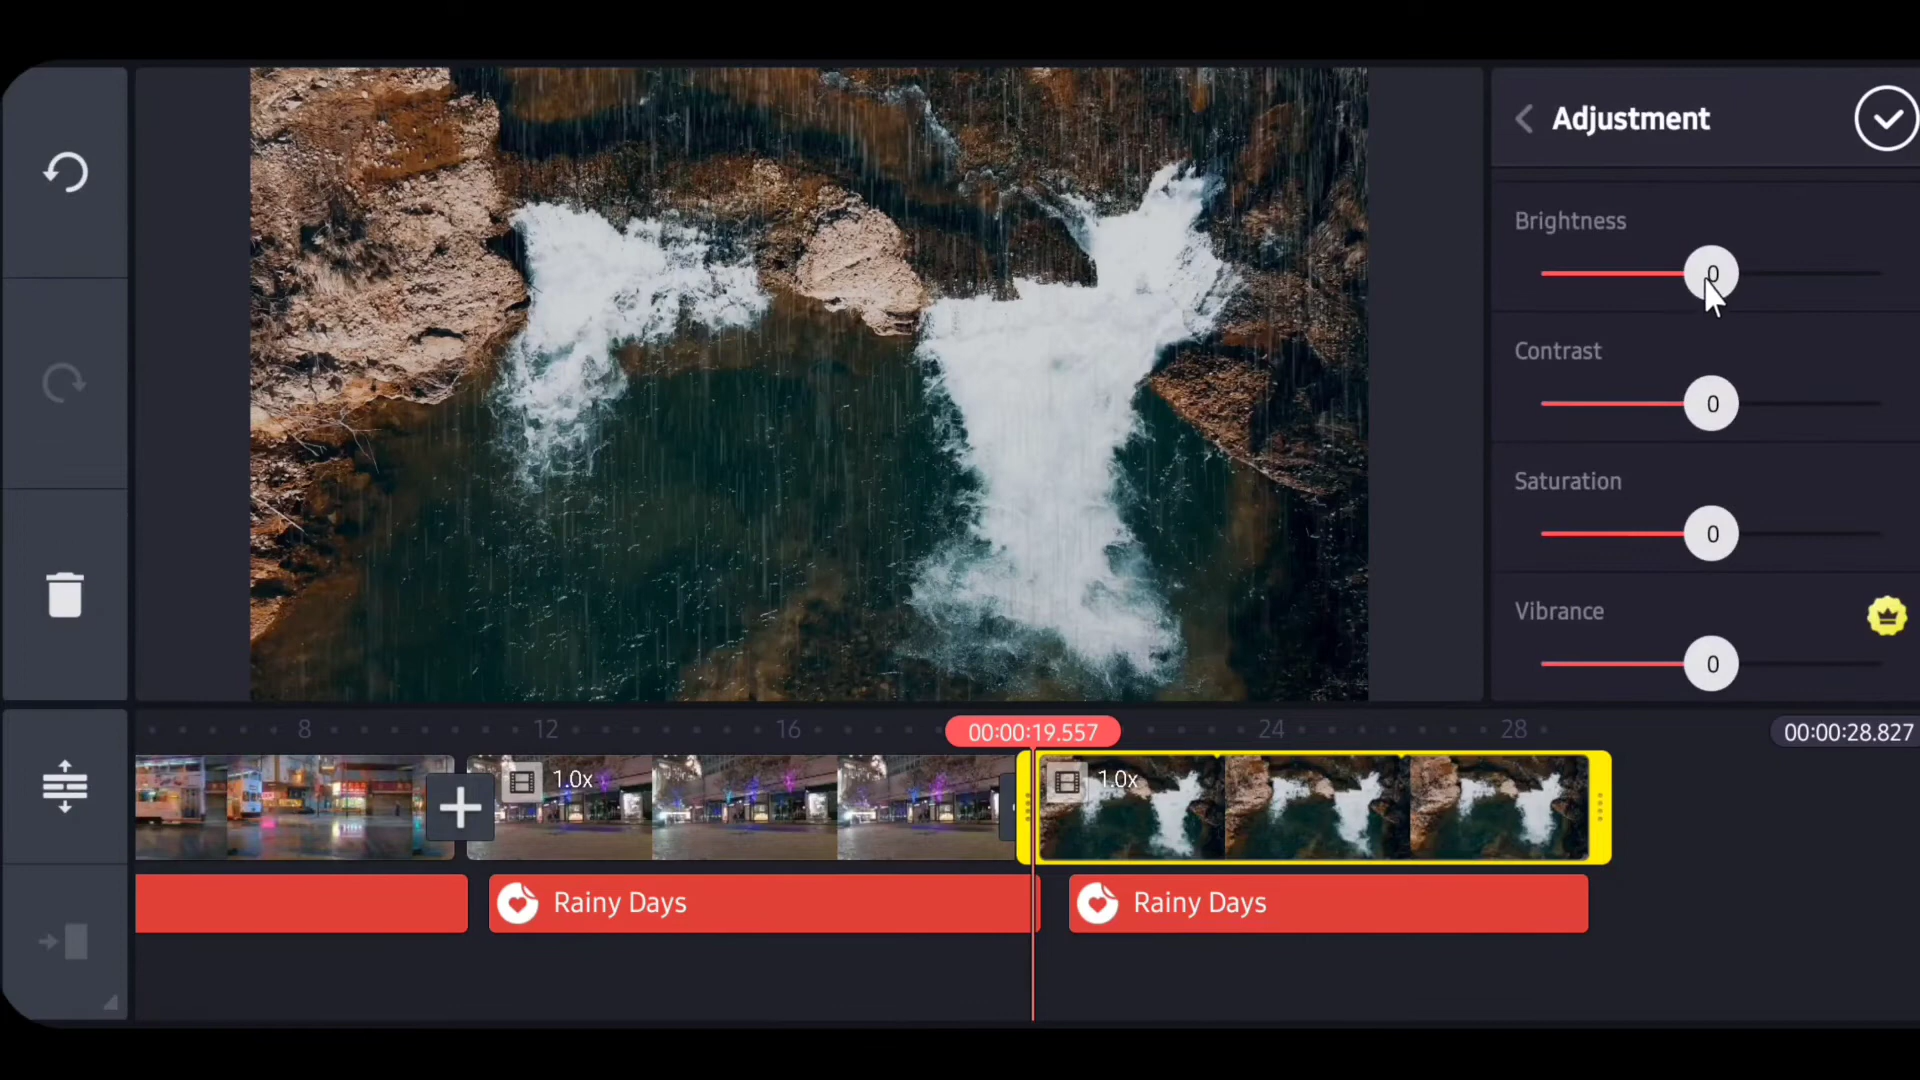 Adjustment
Brightness
0
Contrast
0
Saturation
0
Vibrance
0
8 12 16 00:00:19.557 24 28 00:00:28.827
1.0x 1.0x
Rainy Days Rainy Days